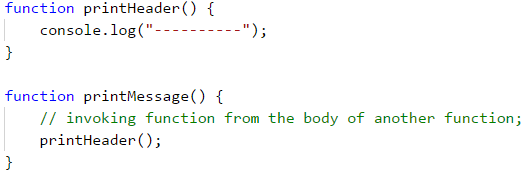 function printHeader() {
    console.log("----------");
}

function printMessage() {
    // invoking function from the body of another function;
    printHeader();
}